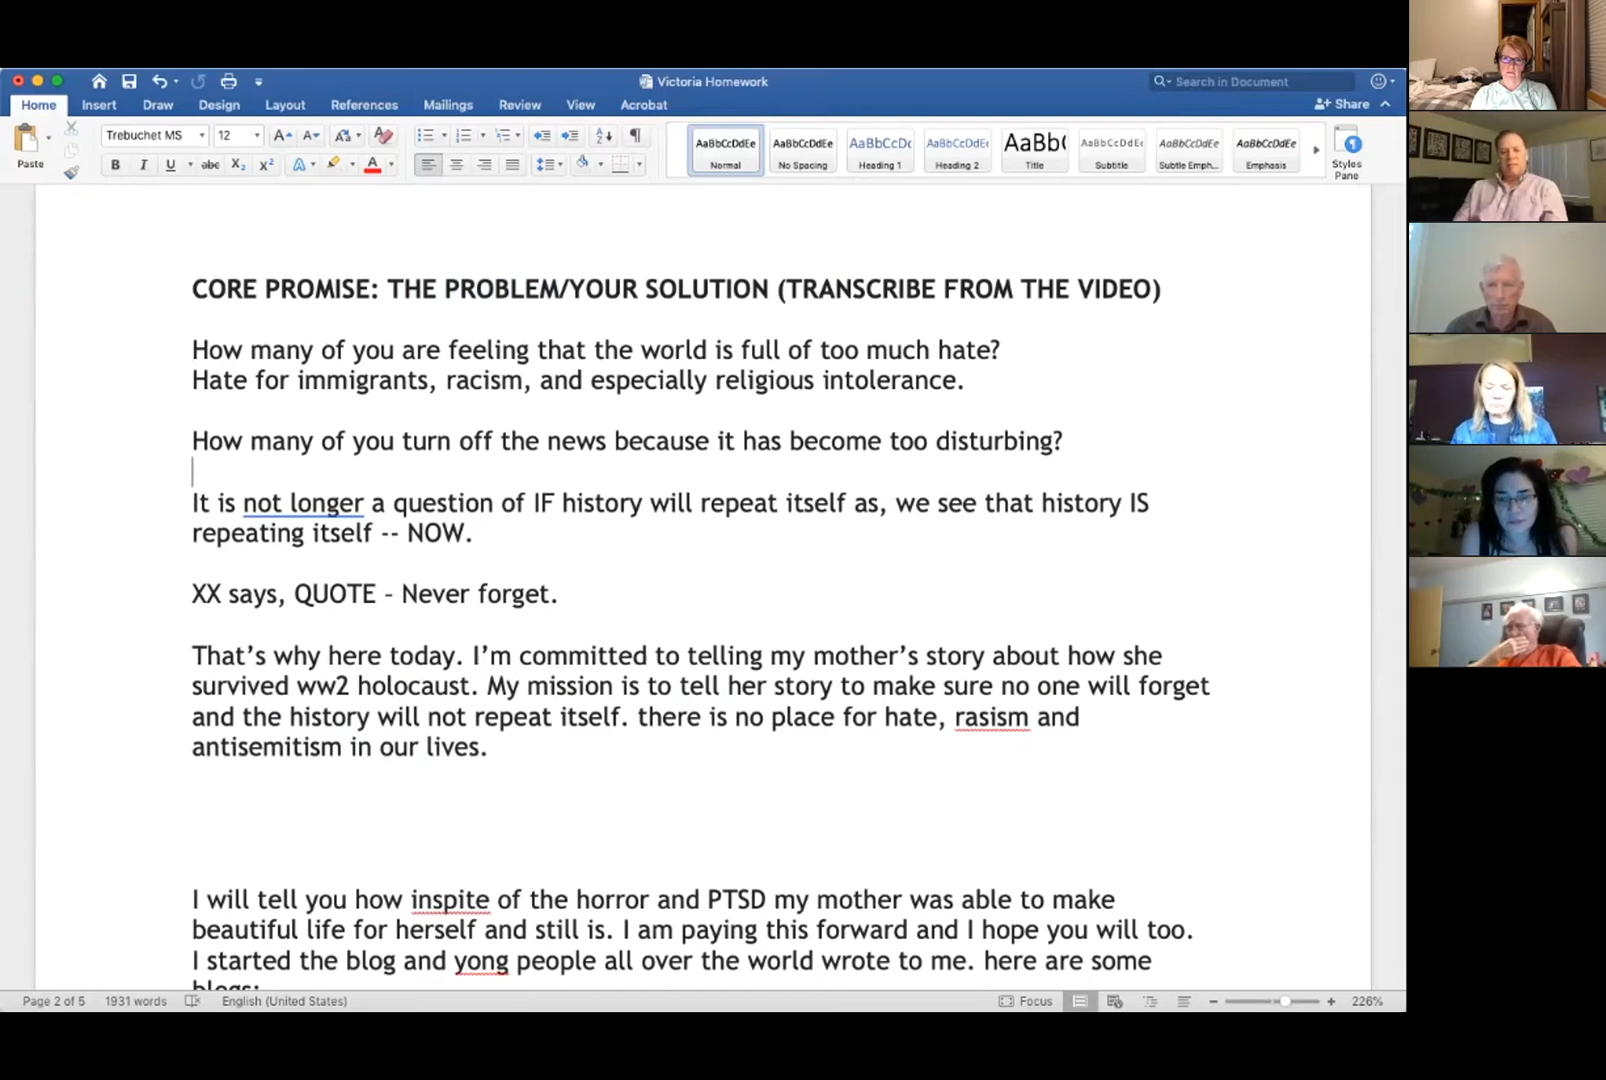 Victoria Homework
Search in Document
Home Insert Draw Design Layout References Mailings Review View Acrobat
Share
Paste
Trebuchet MS 12
B I U abc X₂ X² A A
AaBbCcDdEe AaBbCcDdEe AaBbCcDc AaBbCcDdEe AaBb( AaBbCcDdEe AaBbCcDdEe AaBbCcDdEe
Normal No Spacing Heading 1 Heading 2 Title Subtitle Subtle Emph... Emphasis
Styles
Pane
CORE PROMISE: THE PROBLEM/YOUR SOLUTION (TRANSCRIBE FROM THE VIDEO)
How many of you are feeling that the world is full of too much hate?
Hate for immigrants, racism, and especially religious intolerance.
How many of you turn off the news because it has become too disturbing?
It is not longer a question of IF history will repeat itself as, we see that history IS
repeating itself -- NOW.
XX says, QUOTE – Never forget.
That’s why here today. I’m committed to telling my mother’s story about how she
survived ww2 holocaust. My mission is to tell her story to make sure no one will forget
and the history will not repeat itself. there is no place for hate, rasism and
antisemitism in our lives.
I will tell you how inspite of the horror and PTSD my mother was able to make
beautiful life for herself and still is. I am paying this forward and I hope you will too.
I started the blog and yong people all over the world wrote to me. here are some
blogs:
Page 2 of 5 1931 words English (United States) Focus 226%